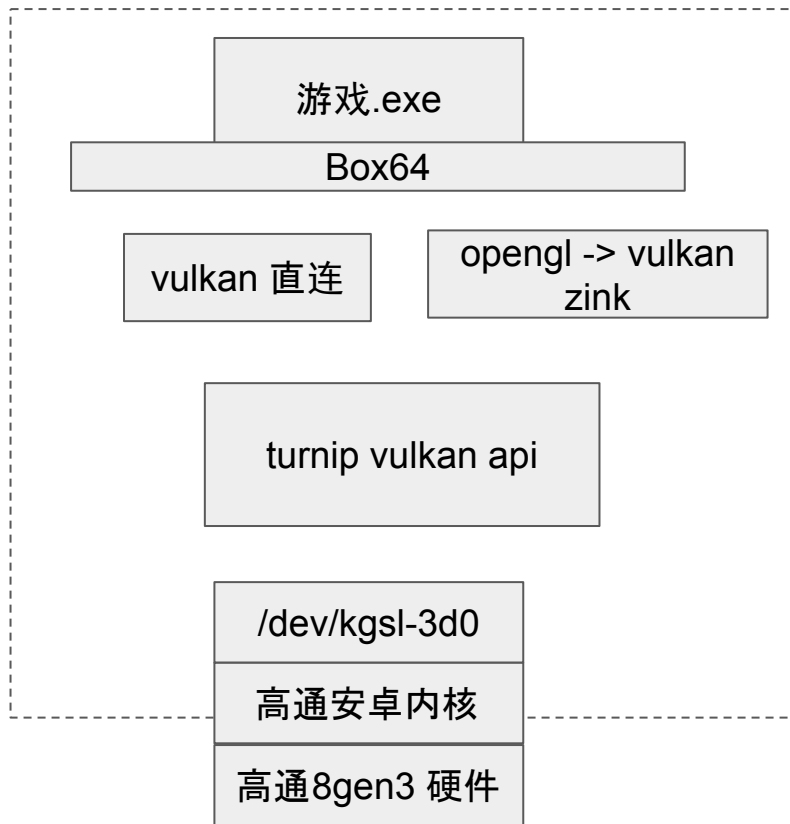 游戏.exe
Box64
vulkan 直连
opengl -> vulkan
zink
turnip vulkan api
/dev/kgsl-3d0
高通安卓内核
高通8gen3 硬件